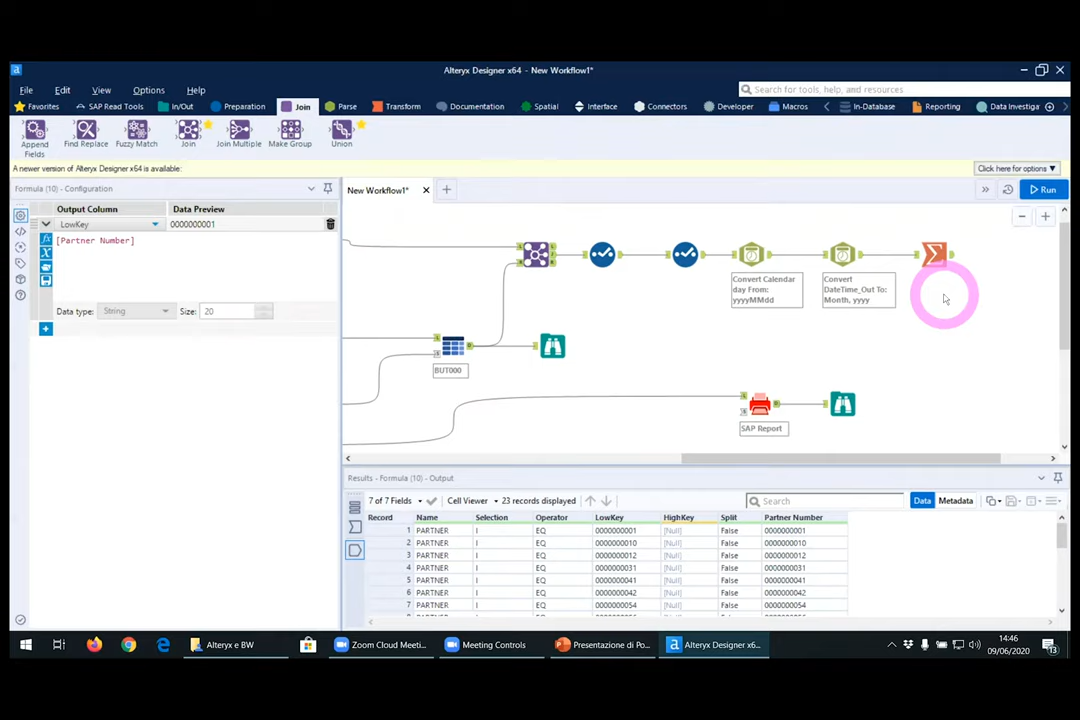 Alteryx Designer x64 - New Workflow1*
File Edit View Options Help
Search for tools, help, and resources
Favorites SAP Read Tools In/Out Preparation Join Parse Transform Documentation Spatial Interface Connectors Developer Macros In-Database Reporting Data Investiga
Append Fields
Find Replace
Fuzzy Match
Join
Join Multiple
Make Group
Union
A newer version of Alteryx Designer x64 is available:
Click here for options
Formula (10) - Configuration
New Workflow1*
Run
Output Column Data Preview
LowKey 0000000001
[Partner Number]
Data type: String Size: 20
Convert Calendar
day From:
yyyyMMdd
Convert
DateTime_Out To:
Month, yyyy
BUT000
SAP Report
Results - Formula (10) - Output
7 of 7 Fields Cell Viewer 23 records displayed Search Data Metadata
Record Name Selection Operator LowKey HighKey Split Partner Number
1 PARTNER I EQ 0000000001 [Null] False 0000000001
2 PARTNER I EQ 0000000010 [Null] False 0000000010
3 PARTNER I EQ 0000000012 [Null] False 0000000012
4 PARTNER I EQ 0000000031 [Null] False 0000000031
5 PARTNER I EQ 0000000041 [Null] False 0000000041
6 PARTNER I EQ 0000000042 [Null] False 0000000042
7 PARTNER I EQ 0000000054 [Null] False 0000000054
Alteryx e BW Zoom Cloud Meeti... Meeting Controls Presentazione di Po... Alteryx Designer x6...
14:46
09/06/2020
13